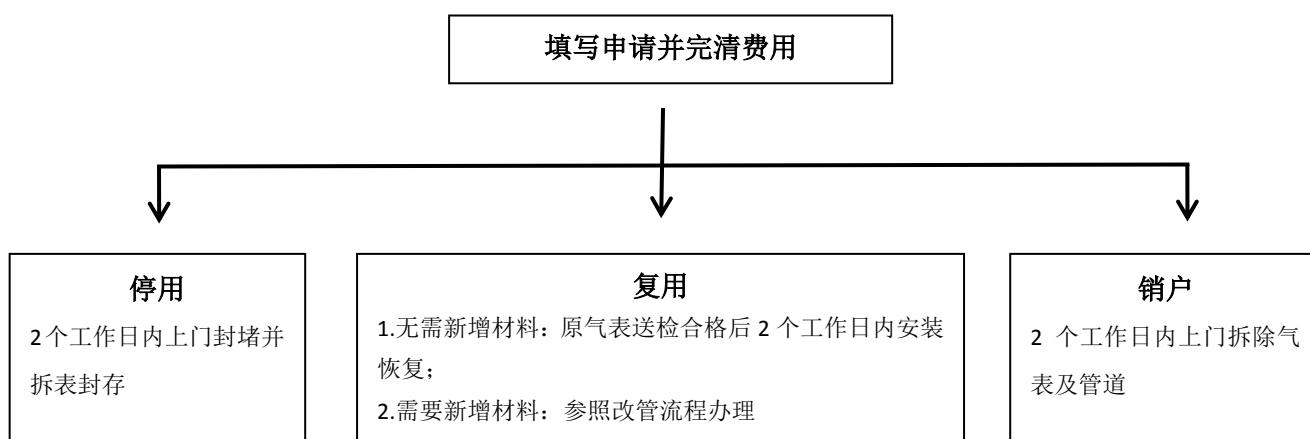 填写申请并完清费用
停用
2个工作日内上门封堵并
拆表封存
复用
1.无需新增材料：原气表送检合格后 2 个工作日内安装
恢复；
2.需要新增材料：参照改管流程办理
销户
2 个工作日内上门拆除气
表及管道